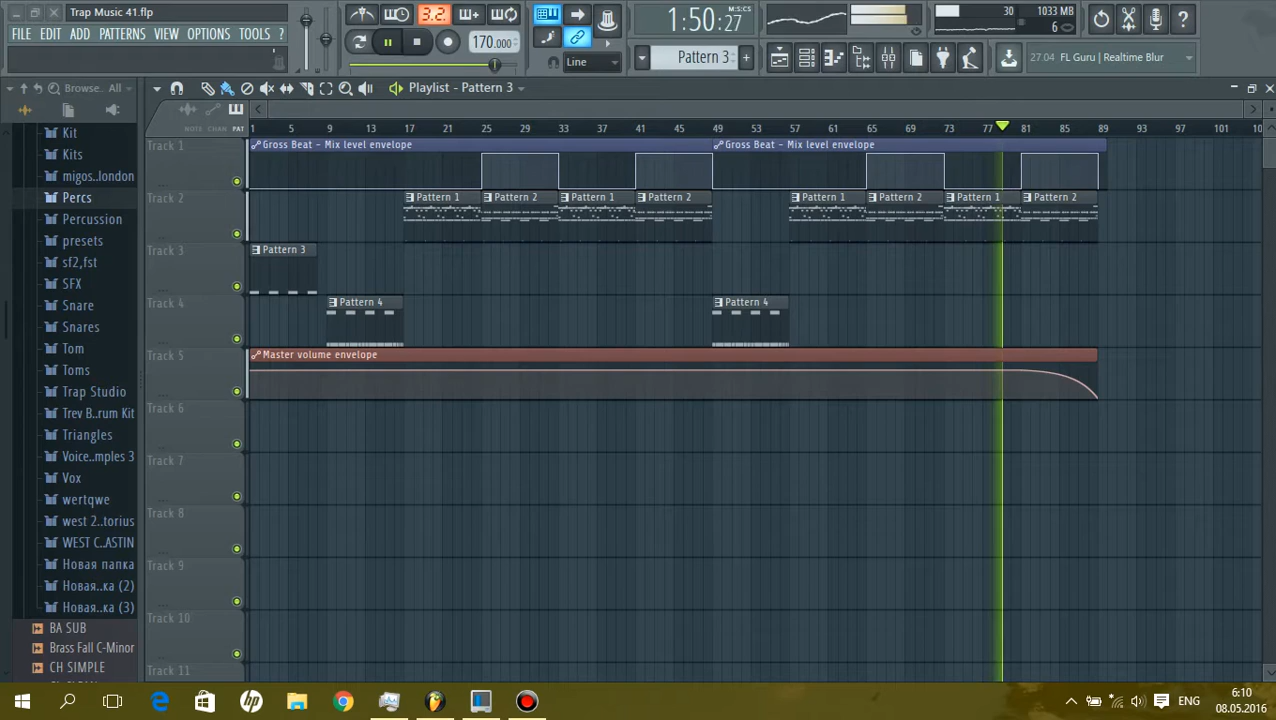 Trap Music 41.flp
FILE EDIT ADD PATTERNS VIEW OPTIONS TOOLS ?
3.2.
170.000
Line
1:50:27
M:S:CS
Pattern 3
30
1033 MB
6
27.04 FL Guru | Realtime Blur
Browse.. All
Playlist - Pattern 3
NOTE CHAN PAT
1 5 9 13 17 21 25 29 33 37 41 45 49 53 57 61 65 69 73 77 81 85 89 93 97 101
Kit
Kits
migos..london
Percs
Percussion
presets
sf2,fst
SFX
Snare
Snares
Tom
Toms
Trap Studio
Trev B..rum Kit
Triangles
Voice..mples 3
Vox
wertqwe
west 2..torius
WEST C..ASTIN
Новая папка
Новая..ка (2)
Новая..ка (3)
BA SUB
Brass Fall C-Minor
CH SIMPLE
Track 1
Gross Beat - Mix level envelope
Gross Beat - Mix level envelope
Track 2
Pattern 1
Pattern 2
Pattern 1
Pattern 2
Pattern 1
Pattern 2
Pattern 1
Pattern 2
Track 3
Pattern 3
Track 4
Pattern 4
Pattern 4
Track 5
Master volume envelope
Track 6
Track 7
Track 8
Track 9
Track 10
Track 11
ENG
6:10
08.05.2016